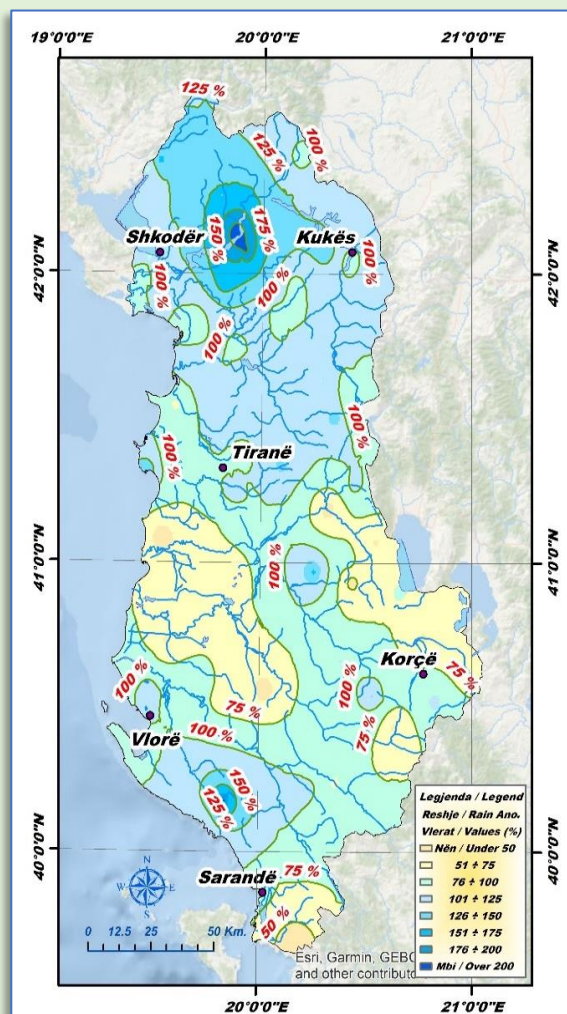 19°0'0"E 20°0'0"E 21°0'0"E
125 %
125 %
100 %
Shkodër
150 %
175 %
Kukës
42°0'0"N
42°0'0"N
100 %
100 %
100 %
100 %
100 %
100 %
Tiranë
41°0'0"N
41°0'0"N
100 %
Korçë
75 %
100 %
100 %
75 %
75 %
Vlorë
100 %
150 %
125 %
40°0'0"N
40°0'0"N
Sarandë
75 %
50 %
N
W E
S
0 12.5 25 50 Km.
Legjenda / Legend
Reshje / Rain Ano.
Vlerat / Values (%)
Nën / Under 50
51 ÷ 75
76 ÷ 100
101 ÷ 125
126 ÷ 150
151 ÷ 175
176 ÷ 200
Mbi / Over 200
Esri, Garmin, GEBC
and other contribut
20°0'0"E 21°0'0"E